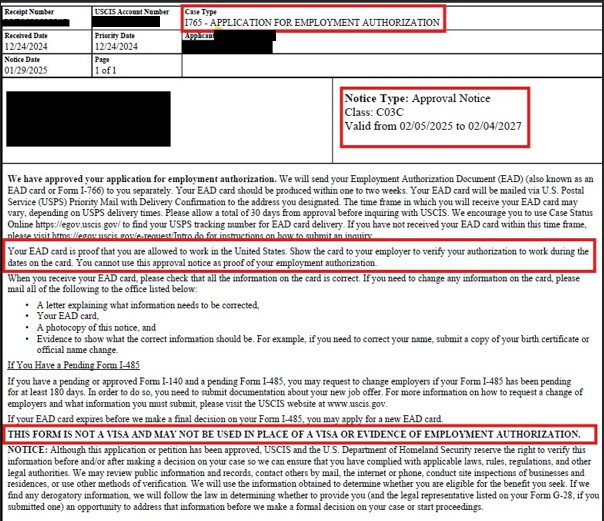 Receipt Number
USCIS Account Number
Case Type
I765 - APPLICATION FOR EMPLOYMENT AUTHORIZATION
Received Date
Priority Date
Applicant
12/24/2024
12/24/2024
Notice Date
Page
01/29/2025
1 of 1
Notice Type: Approval Notice
Class: C03C
Valid from 02/05/2025 to 02/04/2027
We have approved your application for employment authorization. We will send your Employment Authorization Document (EAD) (also known as an
EAD card or Form I-766) to you separately. Your EAD card should be produced within one to two weeks. Your EAD card will be mailed via U.S. Postal
Service (USPS) Priority Mail with Delivery Confirmation to the address you designated. The time frame in which you will receive your EAD card may
vary, depending on USPS delivery times. Please allow a total of 30 days from approval before inquiring with USCIS. We encourage you to use Case Status
Online https://egov.uscis.gov/ to find your USPS tracking number for EAD card delivery. If you have not received your EAD card within this time frame,
please visit https://egov.uscis.gov/e-request/Intro.do for instructions on how to submit an inquiry.
Your EAD card is proof that you are allowed to work in the United States. Show the card to your employer to verify your authorization to work during the
dates on the card. You cannot use this approval notice as proof of your employment authorization.
When you receive your EAD card, please check that all the information on the card is correct. If you need to change any information on the card, please
mail all of the following to the office listed below:
• A letter explaining what information needs to be corrected,
• Your EAD card,
• A photocopy of this notice, and
• Evidence to show what the correct information should be. For example, if you need to correct your name, submit a copy of your birth certificate or
official name change.
If You Have a Pending Form I-485
If you have a pending or approved Form I-140 and a pending Form I-485, you may request to change employers if your Form I-485 has been pending
for at least 180 days. In order to do so, you need to submit documentation about your new job offer. For more information on how to request a change of
employers and what information you must submit, please visit the USCIS website at www.uscis.gov.
If your EAD card expires before we make a final decision on your Form I-485, you may apply for a new EAD card.
THIS FORM IS NOT A VISA AND MAY NOT BE USED IN PLACE OF A VISA OR EVIDENCE OF EMPLOYMENT AUTHORIZATION.
NOTICE: Although this application or petition has been approved, USCIS and the U.S. Department of Homeland Security reserve the right to verify this
information before and/or after making a decision on your case so we can ensure that you have complied with applicable laws, rules, regulations, and other
legal authorities. We may review public information and records, contact others by mail, the internet or phone, conduct site inspections of businesses and
residences, or use other methods of verification. We will use the information obtained to determine whether you are eligible for the benefit you seek. If we
find any derogatory information, we will follow the law in determining whether to provide you (and the legal representative listed on your Form G-28, if you
submitted one) an opportunity to address that information before we make a formal decision on your case or start proceedings.